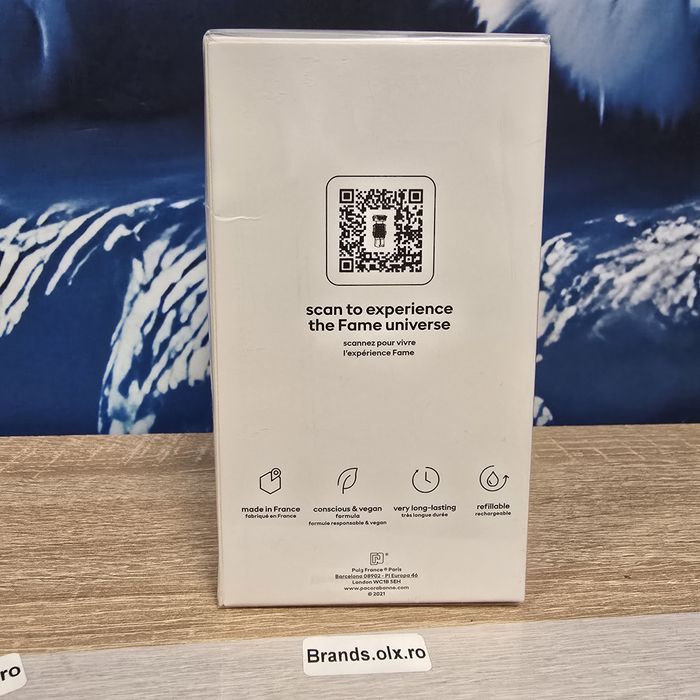 scan to experience
the Fame universe
scannez pour vivre
l'expérience Fame
made in France
fabriqué en France
conscious & vegan
formula
formule responsable & vegan
very long-lasting
très longue durée
refillable
rechargeable
Puig France ® Paris
Barcelona 08902 - Pl Europa 46
London WC1B 5EH
www.pacorabanne.com
© 2021
Brands.olx.ro
ro